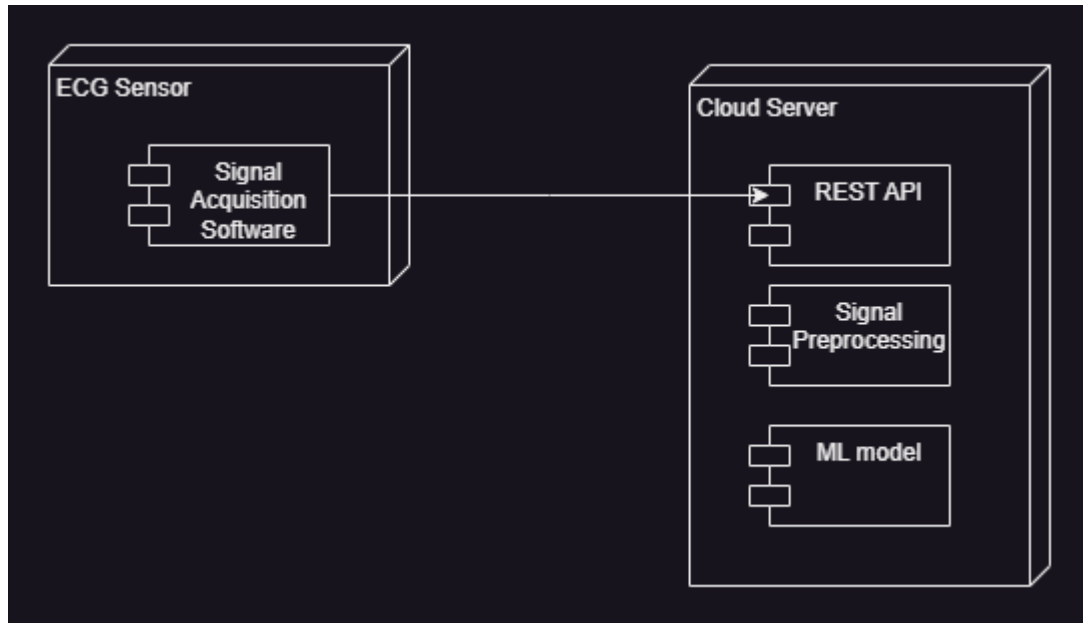 ECG Sensor
Signal
Acquisition
Software
Cloud Server
REST API
Signal
Preprocessing
ML model